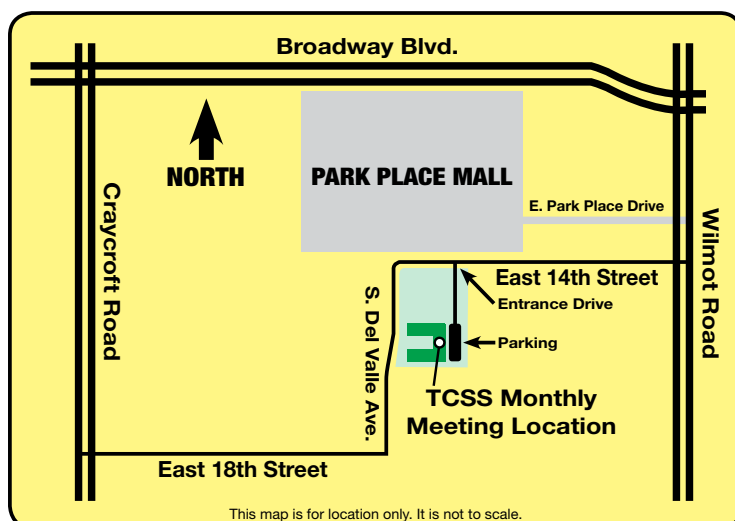 Broadway Blvd.
NORTH
PARK PLACE MALL
E. Park Place Drive
Craycroft Road
Wilmot Road
East 14th Street
Entrance Drive
S. Del Valle Ave.
Parking
TCSS Monthly
Meeting Location
East 18th Street
This map is for location only. It is not to scale.